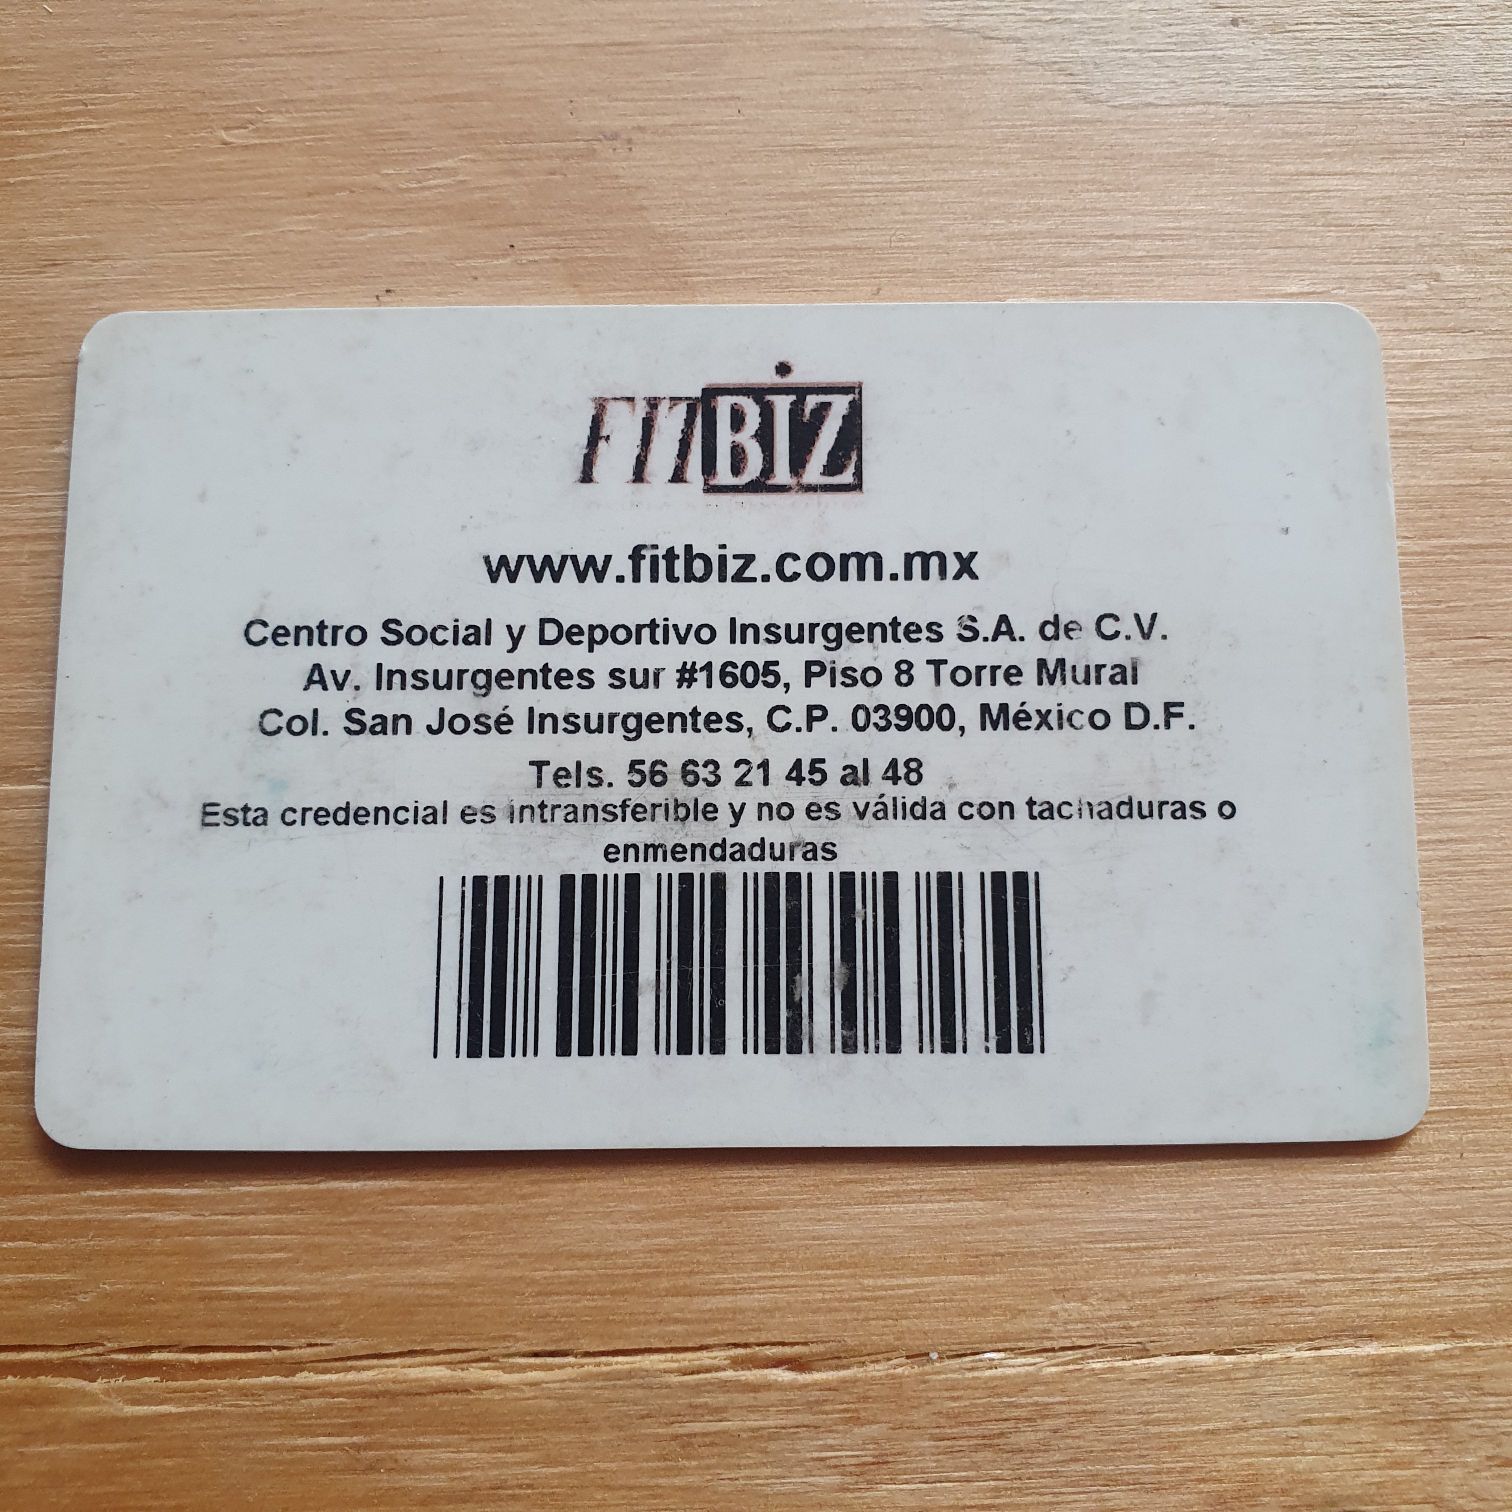 FITBIZ
www.fitbiz.com.mx
Centro Social y Deportivo Insurgentes S.A. de C.V.
Av. Insurgentes sur #1605, Piso 8 Torre Mural
Col. San José Insurgentes, C.P. 03900, México D.F.
Tels. 56 63 21 45 al 48
Esta credencial es intransferible y no es válida con tachaduras o
enmendaduras